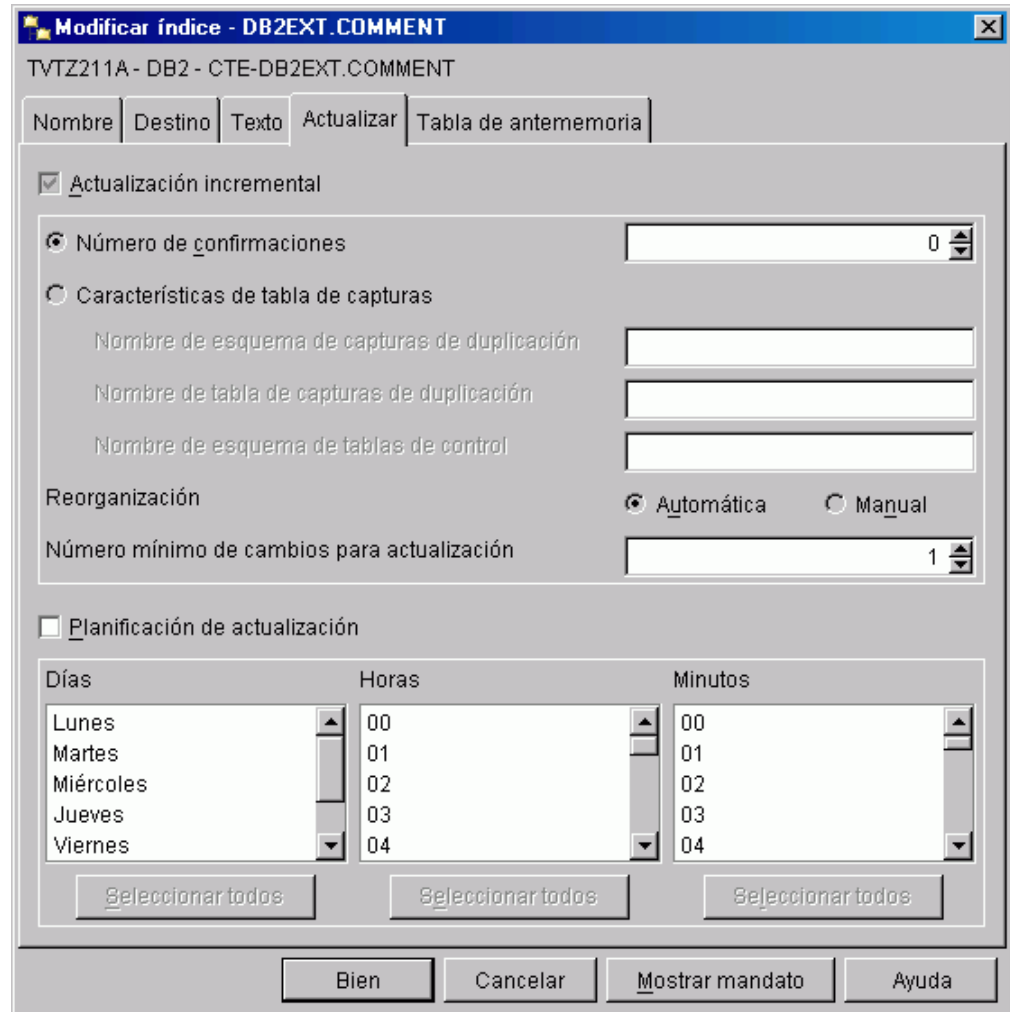 Modificar índice - DB2EXT.COMMENT
TVTZ211A - DB2 - CTE-DB2EXT.COMMENT
Nombre Destino Texto Actualizar Tabla de antememoria
Actualización incremental
Número de confirmaciones 0
Características de tabla de capturas
Nombre de esquema de capturas de duplicación
Nombre de tabla de capturas de duplicación
Nombre de esquema de tablas de control
Reorganización Automática Manual
Número mínimo de cambios para actualización 1
Planificación de actualización
Días Horas Minutos
Lunes 00 00
Martes 01 01
Miércoles 02 02
Jueves 03 03
Viernes 04 04
Seleccionar todos Seleccionar todos Seleccionar todos
Bien Cancelar Mostrar mandato Ayuda